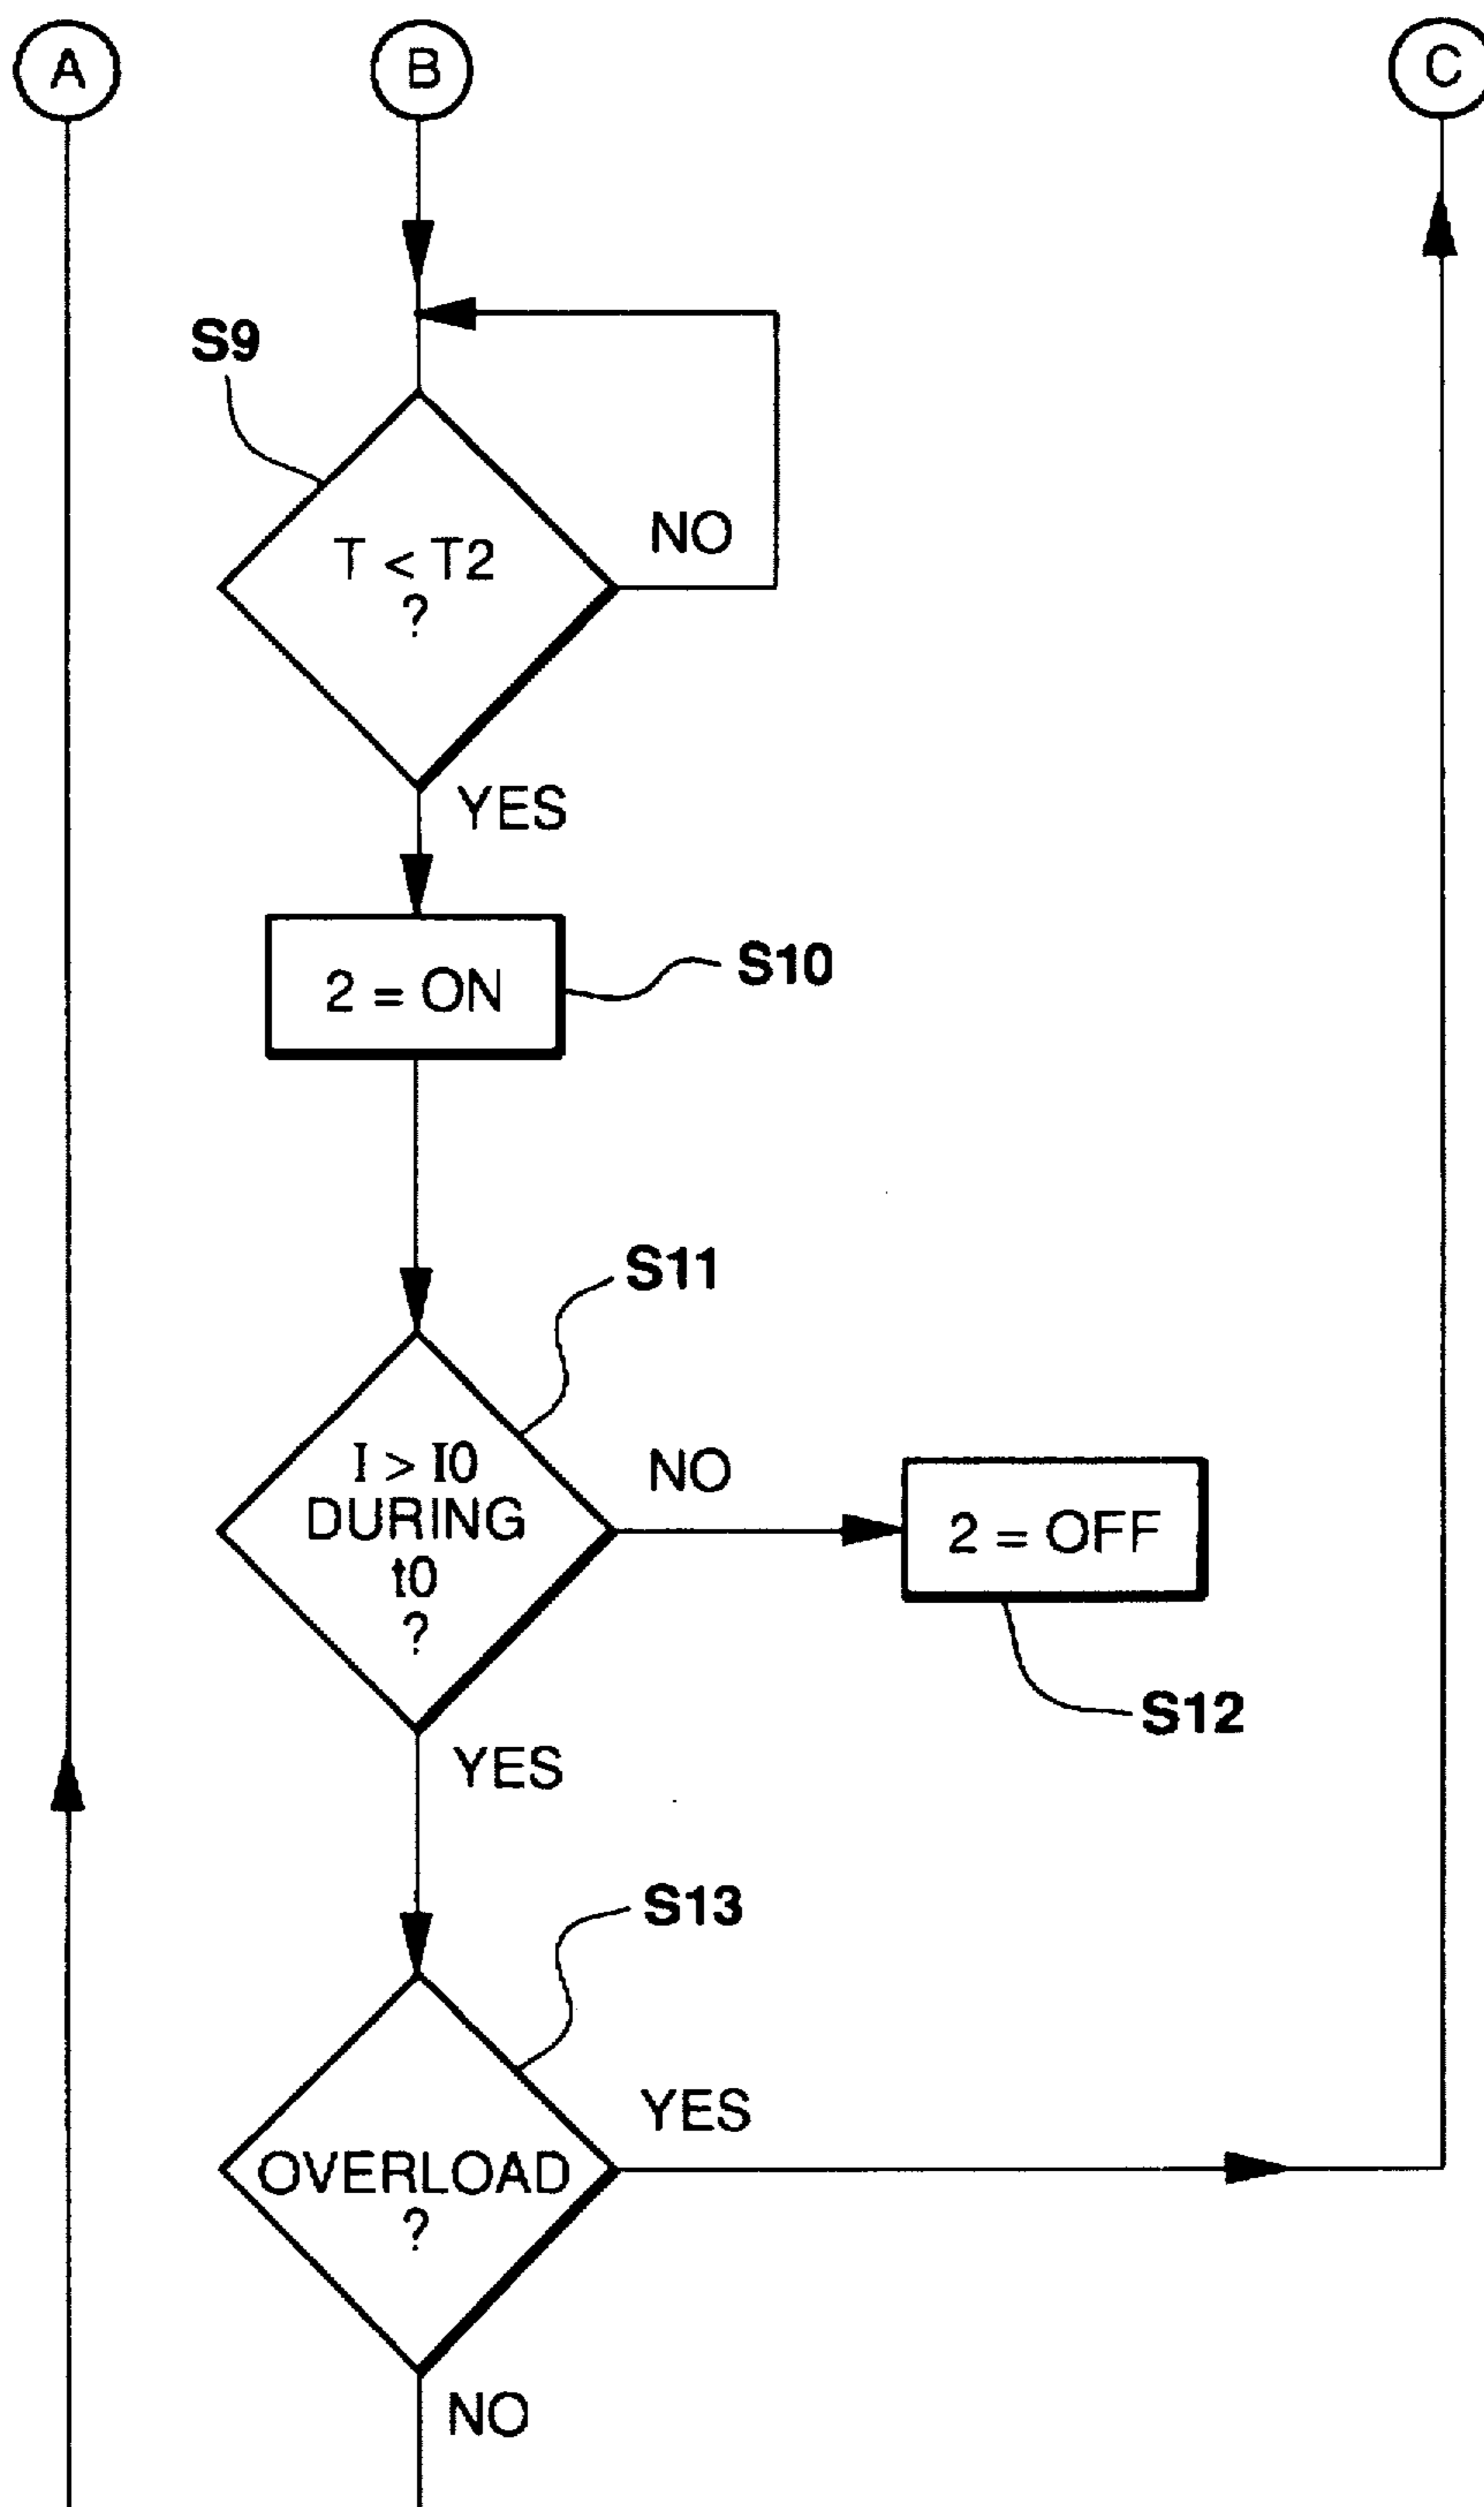 A
B
C
S9
T < T2
?
NO
YES
2 = ON
S10
S11
I > I0
DURING
t0
?
NO
2 = OFF
S12
YES
S13
OVERLOAD
?
YES
NO